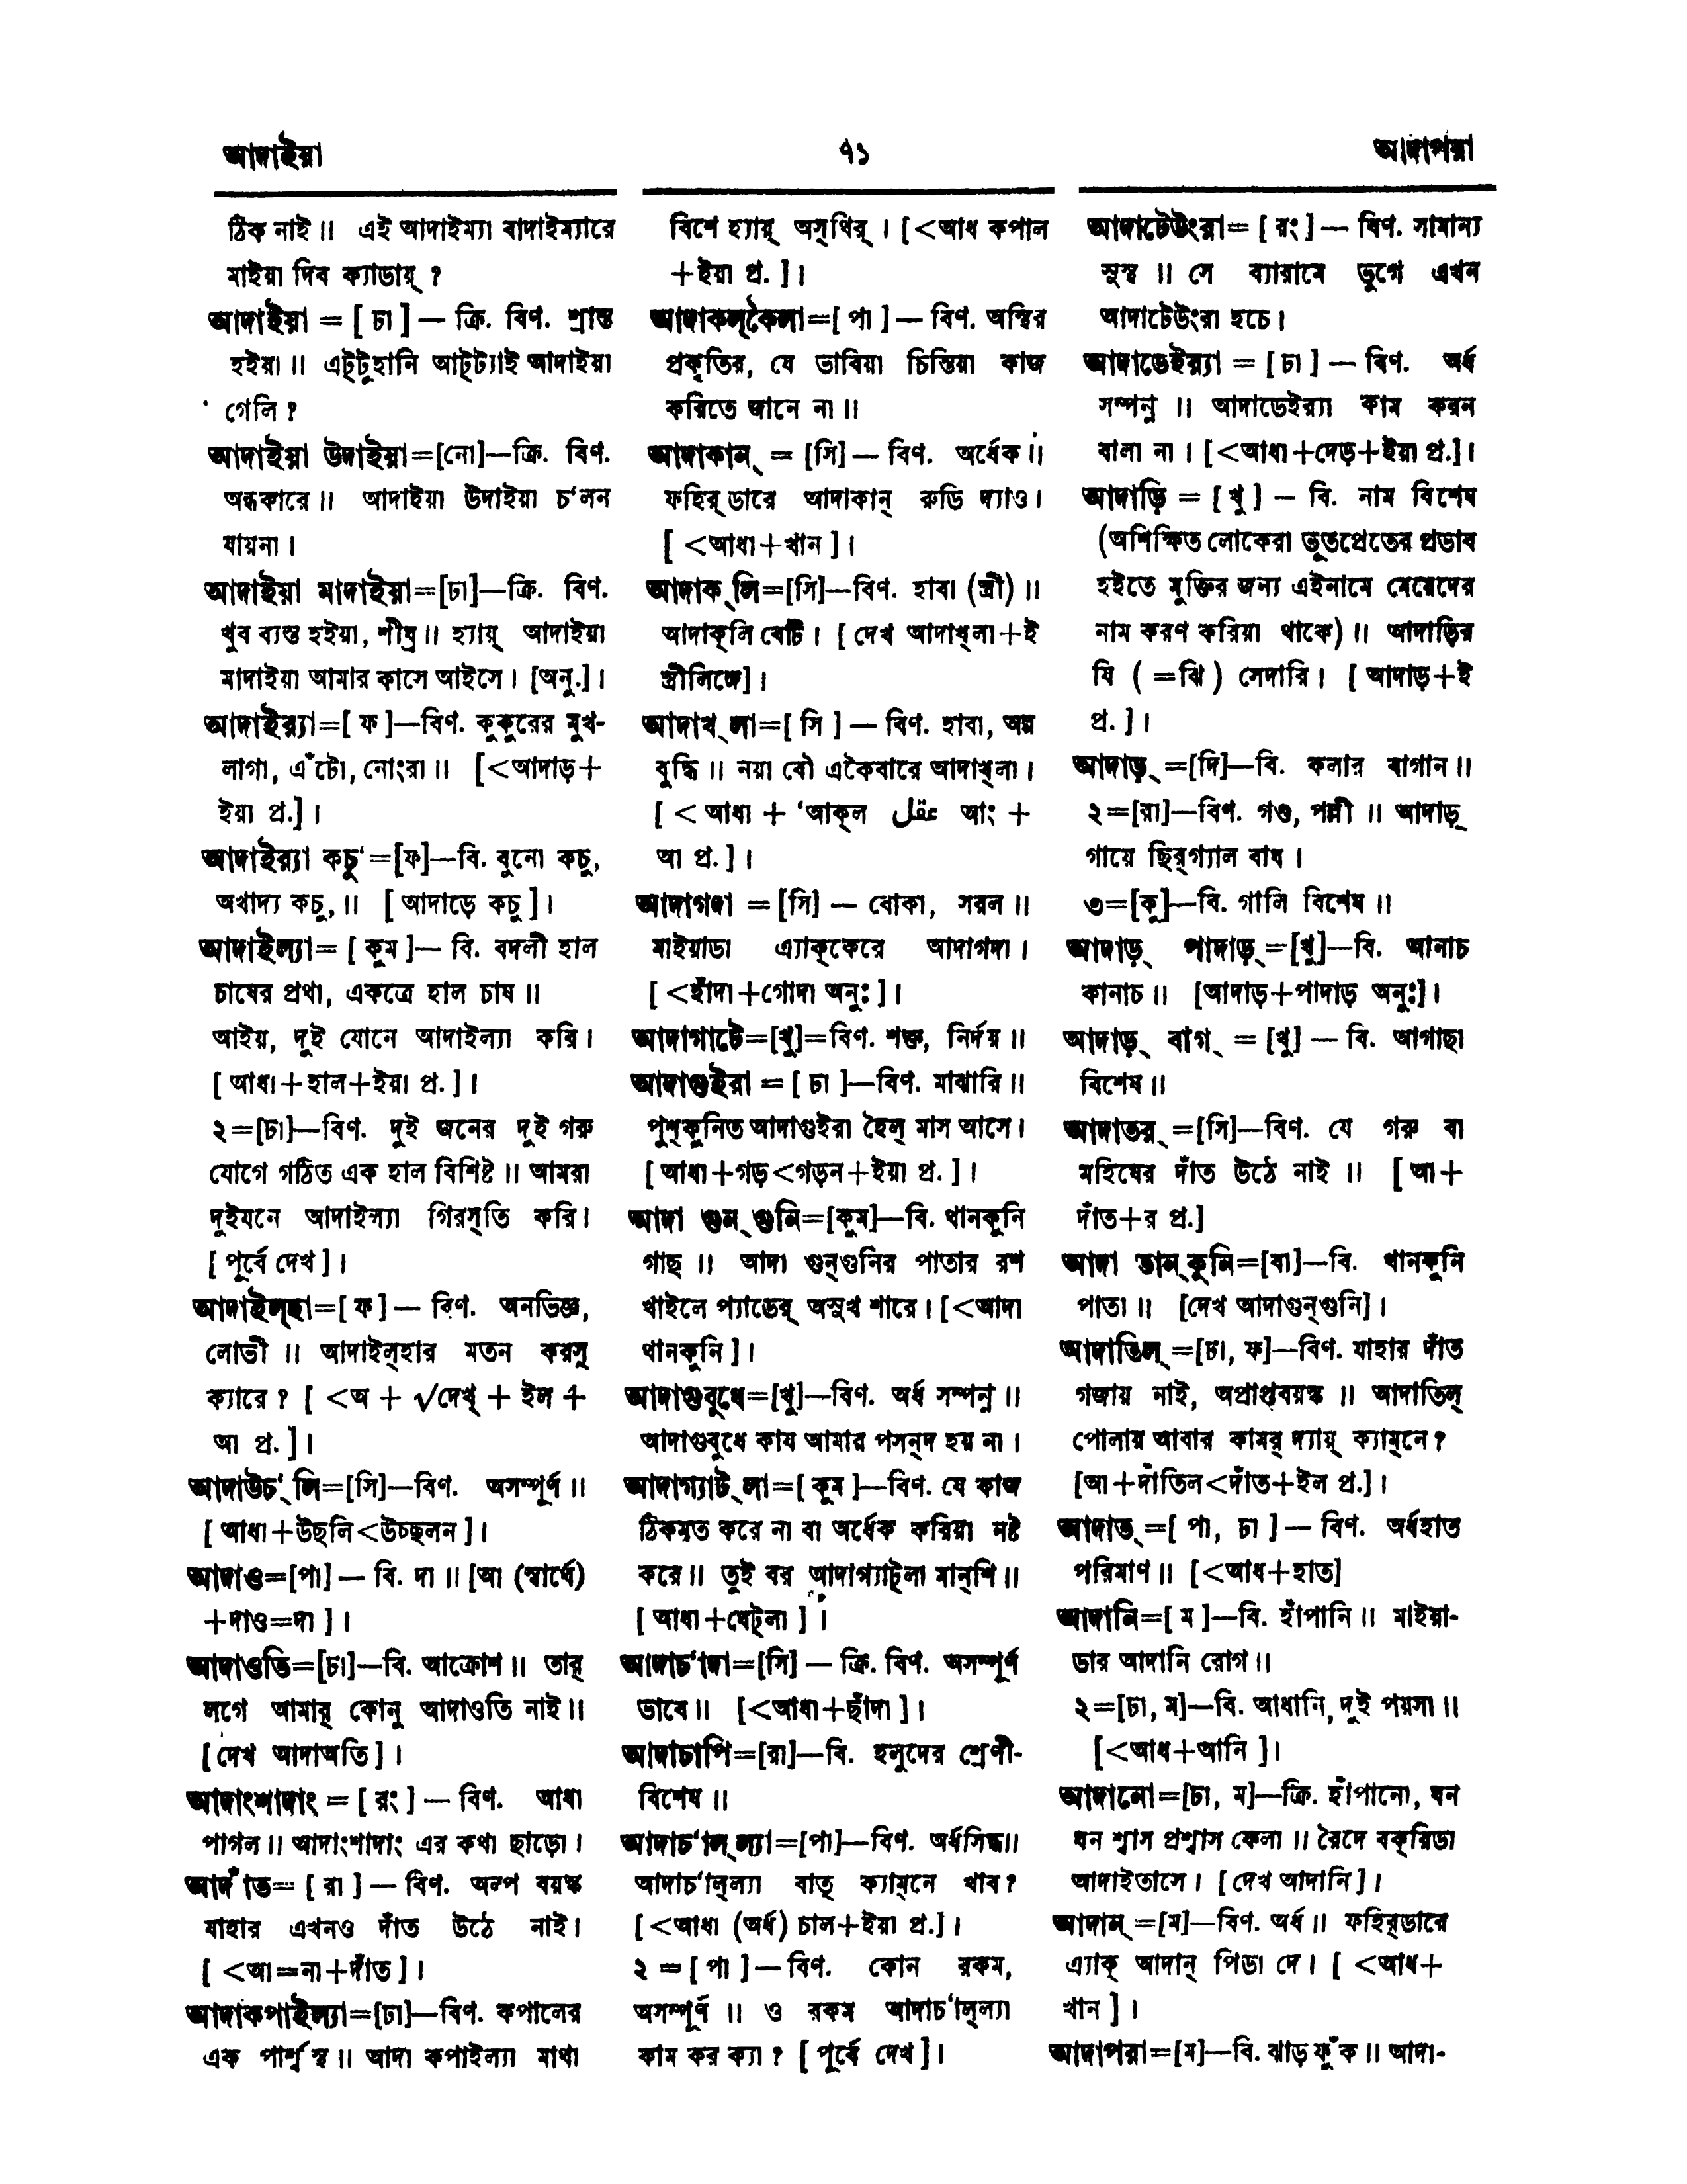 আদাইয়া
৭১
আদাপরা
ঠিক নাই॥ এই আদাইম্যা বাদাইম্যারে
মাইয়া দিব ক্যাডায়্ ?
আদাইয়া = [ ঢা ] — ক্রি. বিণ. শ্রান্ত
হইয়া॥ এট্টুহানি আট্ট্যাই আদাইয়া
গেলি ?
আদাইয়া উদাইয়া=[নো]—ক্রি. বিণ.
অন্ধকারে॥ আদাইয়া উদাইয়া চ'লন
যায়না।
আদাইয়া মাদাইয়া=[ঢা]—ক্রি. বিণ.
খুব ব্যস্ত হইয়া, শীঘ্র॥ হ্যায়্ আদাইয়া
মাদাইয়া আমার কাসে আইসে। [অনু.]।
আদাইর‍্যা=[ ফ ]—বিণ. কুকুরের মুখ-
লাগা, এঁটো, নোংরা॥ [<আদাড়+
ইয়া প্র.]।
আদাইর‍্যা কচু'=[ফ]—বি. বুনো কচু,
অখাদ্য কচু,॥ [ আদাড়ে কচু ]।
আদাইল্যা= [ কুম ]— বি. বদলী হাল
চাষের প্রথা, একত্রে হাল চাষ॥
আইয়, দুই যোনে আদাইল্যা করি।
[ আধা+হাল+ইয়া প্র. ]।
২=[ঢা]—বিণ. দুই জনের দুই গরু
যোগে গঠিত এক হাল বিশিষ্ট॥ আমরা
দুইযনে আদাইল্যা গিরস্‌তি করি।
[ পূর্বে দেখ ]।
আদাইল্‌হা=[ ফ ] — বিণ. অনভিজ্ঞ,
লোভী॥ আদাইল্‌হার মতন করস্
ক্যারে ? [ <অ + √দেখ্ + ইল +
আ প্র. ]।
আদাউচ'্লি=[সি]—বিণ. অসম্পূর্ণ॥
[ আধা+উছলি<উচ্ছলন ]।
আদাও=[পা] — বি. দা॥ [আ (স্বার্থে)
+দাও=দা ]।
আদাওতি=[ঢা]—বি. আক্রোশ॥ তার্
লগে আমার্ কোনু আদাওতি নাই॥
[দেখ আদাঅতি]।
আদাংশাদাং = [ রং ] — বিণ. আধা
পাগল॥ আদাংশাদাং এর কথা ছাড়ো।
আদাঁত= [ রা ] — বিণ. অল্প বয়স্ক
যাহার এখনও দাঁত উঠে নাই।
[ <আ=না+দাঁত ]।
আদাকপাইল্যা=[ঢা]—বিণ. কপালের
এক পার্শ্বস্থ॥ আদা কপাইল্যা মাথা
বিশে হ্যায়্ অস্‌থির্। [<আধ কপাল
+ইয়া প্র. ]।
আদাকল্‌কৈলা=[ পা ] — বিণ. অস্থির
প্রকৃতির, যে ভাবিয়া চিন্তিয়া কাজ
করিতে জানে না॥
আদাকান্ = [সি] — বিণ. অর্ধেক॥
ফহির্‌ডারে আদাকান্ রুডি দ্যাও।
[ <আধা+খান ]।
আদাক্‌লি=[সি]—বিণ. হাবা (স্ত্রী)॥
আদাক্‌লি বেটি। [ দেখ আদাখ্‌লা+ই
স্ত্রীলিঙ্গে]।
আদাখ্‌লা=[ সি ] — বিণ. হাবা, অল্প
বুদ্ধি॥ নয়া বৌ একৈবারে আদাখ্‌লা।
[ < আধা + 'আক্‌ল عقل আং +
আ প্র. ]।
আদাগদা = [সি] — বোকা, সরল॥
মাইয়াডা এ্যাক্‌কেরে আদাগদা।
[ <হাঁদা+গোদা অনুঃ ]।
আদাগাটে=[খু]=বিণ. শক্ত, নির্দয়॥
আদাগুইরা = [ ঢা ]—বিণ. মাঝারি॥
পুশ্‌কুনিত আদাগুইরা হৈল্ মাস আসে।
[ আধা+গড়<গড়ন+ইয়া প্র. ]।
আদা গুন্ গুনি=[কুম]—বি. থানকুনি
গাছ॥ আদা গুন্‌গুনির পাতার রশ
খাইলে প্যাডের্ অসুখ শারে। [<আদা
থানকুনি ]।
আদাগুবুধে=[খু]—বিণ. অর্ধ সম্পন্ন॥
আদাগুবুধে কায আমার পসন্‌দ হয় না।
আদাগ্যাট্‌লা=[ কুম ]—বিণ. যে কাজ
ঠিকমত করে না বা অর্ধেক করিয়া নষ্ট
করে॥ তুই বর আদাগ্যাট্‌লা মান্‌শি॥
[ আধা+ঘেট্‌লা ]।
আদাচ'াদা=[সি] — ক্রি. বিণ. অসম্পূর্ণ
ভাবে॥ [<আধা+ছাঁদা ]।
আদাচাপি=[রা]—বি. হলুদের শ্রেণী-
বিশেষ॥
আদাচ'াল্‌ল্যা=[পা]—বিণ. অর্ধসিদ্ধ॥
আদাচ'াল্‌ল্যা বাত্ ক্যাম্‌নে খাব?
[ <আধা (অর্ধ) চাল+ইয়া প্র.]।
২ =[ পা ]— বিণ. কোন রকম,
অসম্পূর্ণ॥ ও রকম আদাচ'াল্‌ল্যা
কাম কর ক্যা ? [ পূর্বে দেখ ]।
আদাটেউংরা= [ রং ] — বিণ. সামান্য
সুস্থ॥ সে ব্যারামে ভুগে এখন
আদাটেউংরা হচে।
আদাডেইর‍্যা = [ ঢা ] — বিণ. অর্ধ
সম্পন্ন॥ আদাডেইর‍্যা কাম করন
বালা না। [<আধা+দেড়+ইয়া প্র.]।
আদাড়ি = [ খু ] – বি. নাম বিশেষ
(অশিক্ষিত লোকেরা ভূতপ্রেতের প্রভাব
হইতে মুক্তির জন্য এইনামে মেয়েদের
নাম করণ করিয়া থাকে)॥ আদাড়ির
যি ( =ঝি ) সেদারি। [ আদাড়+ই
প্র. ]।
আদাড়্ =[দি]—বি. কলার বাগান॥
২=[রা]—বিণ. গণ্ড, পল্লী॥ আদাড়্
গায়ে ছির্‌গ্যাল বাঘ।
৩=[কু]—বি. গালি বিশেষ॥
আদাড়্ পাদাড়্=[খু]—বি. আনাচ
কানাচ॥ [আদাড়+পাদাড় অনুঃ]।
আদাড়্ বাগ্ = [খু] — বি. আগাছা
বিশেষ॥
আদাতর্ =[সি]—বিণ. যে গরু বা
মহিষের দাঁত উঠে নাই॥ [ আ+
দাঁত+র প্র.]
আদা তান্ কুনি=[বা]—বি. থানকুনি
পাতা॥ [দেখ আদাগুন্‌গুনি]।
আদাতিল্ =[ঢা, ফ]—বিণ. যাহার দাঁত
গজায় নাই, অপ্রাপ্তবয়স্ক॥ আদাতিল্
পোলায় আবার কামর্ দ্যায়্ ক্যাম্‌নে?
[আ+দাঁতিল<দাঁত+ইল প্র.]।
আদাত্ =[ পা, ঢা ] — বিণ. অর্ধহাত
পরিমাণ॥ [<আধ+হাত]
আদানি=[ ম ]—বি. হাঁপানি॥ মাইয়া-
ডার আদানি রোগ॥
২=[ঢা, ম]—বি. আধানি, দুই পয়সা॥
[<আধ+আনি ]।
আদানো=[ঢা, ম]—ক্রি. হাঁপানো, ঘন
ঘন শ্বাস প্রশ্বাস ফেলা॥ রৈদে বক্‌রিডা
আদাইতাসে। [ দেখ আদানি ]।
আদান্ =[ম]—বিণ. অর্ধ॥ ফহির্‌ডারে
এ্যাক্ আদান্ পিডা দে। [ <আধ+
খান ]।
আদাপরা=[ম]—বি. ঝাড় ফুঁক॥ আদা-